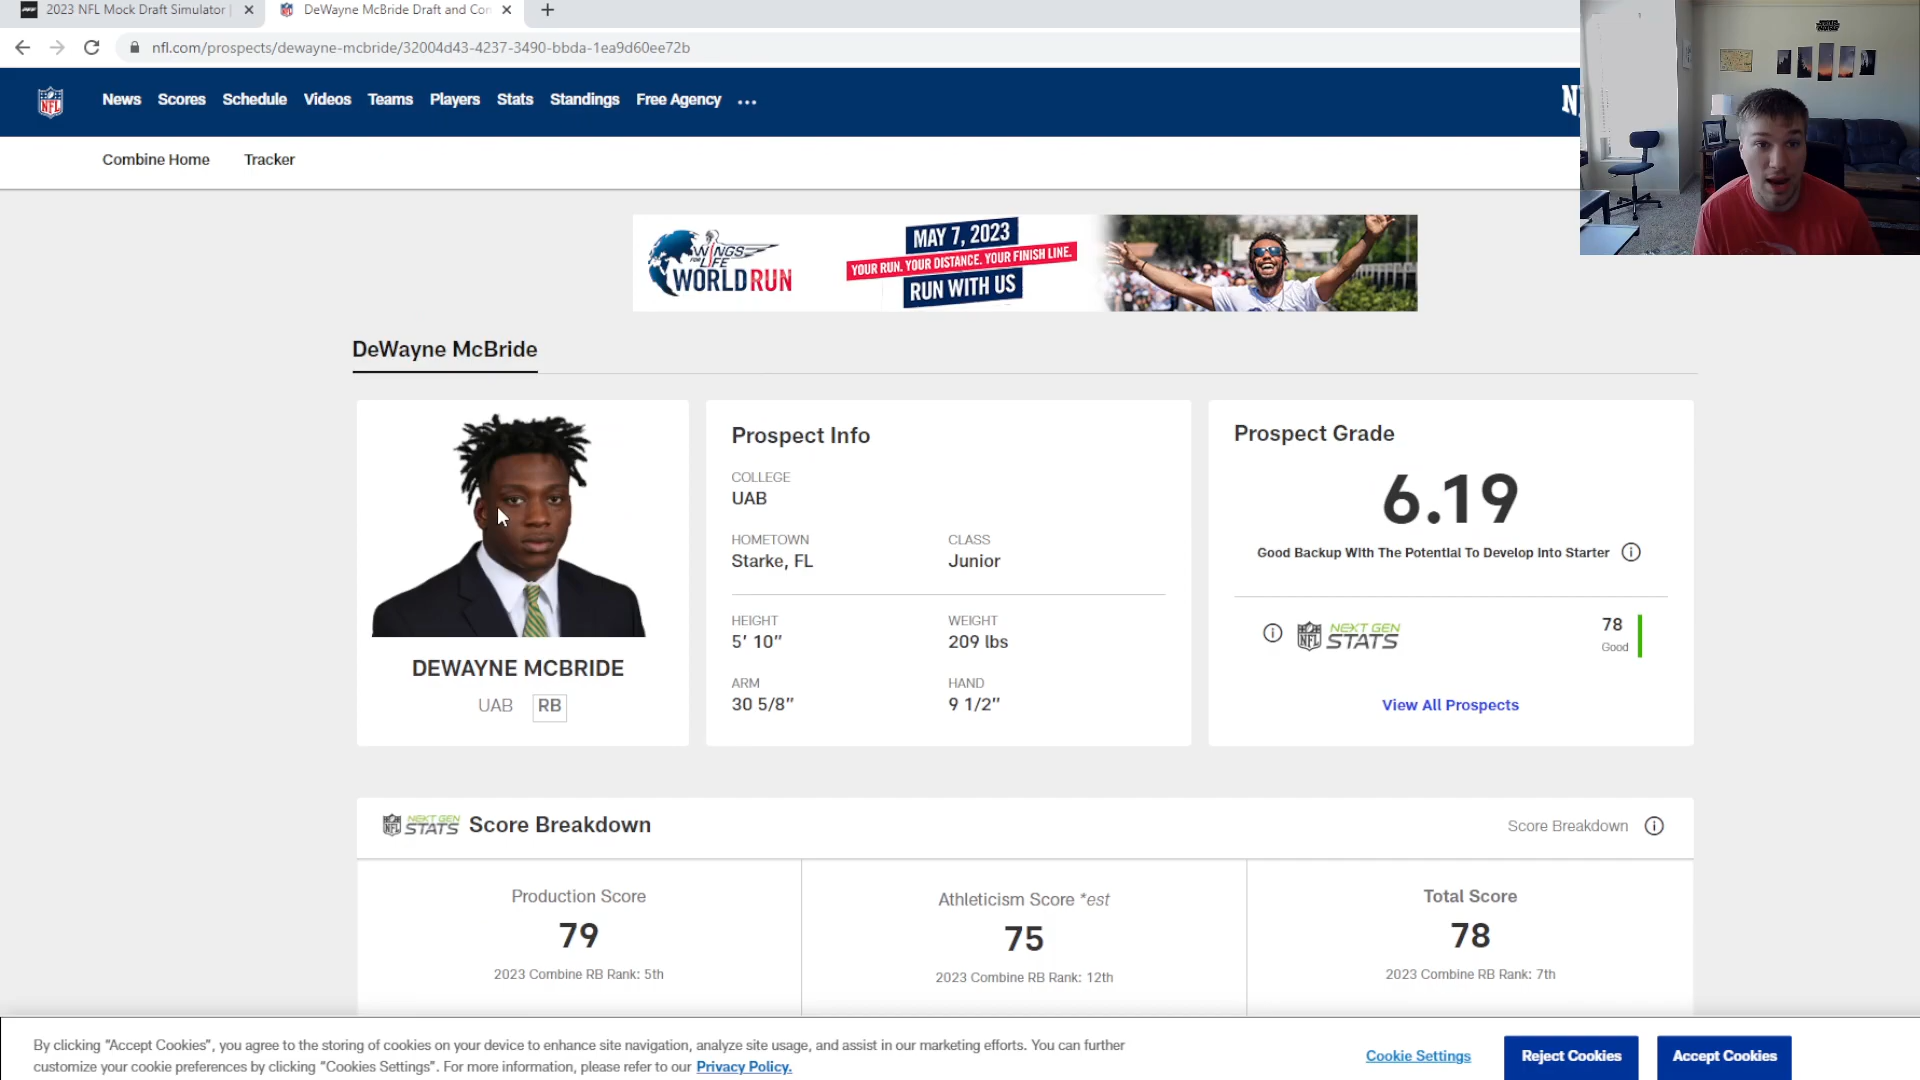 2023 NFL Mock Draft Simulator |
DeWayne McBride Draft and Con
nfl.com/prospects/dewayne-mcbride/32004d43-4237-3490-bbda-1ea9d60ee72b
NFL News Scores Schedule Videos Teams Players Stats Standings Free Agency ...
Combine Home Tracker
WINGS
FOR LIFE
WORLD RUN
MAY 7, 2023
YOUR RUN. YOUR DISTANCE. YOUR FINISH LINE.
RUN WITH US
DeWayne McBride
DEWAYNE MCBRIDE
UAB RB
Prospect Info
COLLEGE
UAB
HOMETOWN CLASS
Starke, FL Junior
HEIGHT WEIGHT
5' 10" 209 lbs
ARM HAND
30 5/8" 9 1/2"
Prospect Grade
6.19
Good Backup With The Potential To Develop Into Starter
NFL NEXT GEN STATS 78
Good
View All Prospects
NFL NEXT GEN STATS Score Breakdown Score Breakdown
Production Score Athleticism Score *est Total Score
79 75 78
2023 Combine RB Rank: 5th 2023 Combine RB Rank: 12th 2023 Combine RB Rank: 7th
By clicking "Accept Cookies", you agree to the storing of cookies on your device to enhance site navigation, analyze site usage, and assist in our marketing efforts. You can further
customize your cookie preferences by clicking "Cookies Settings". For more information, please refer to our Privacy Policy.
Cookie Settings Reject Cookies Accept Cookies